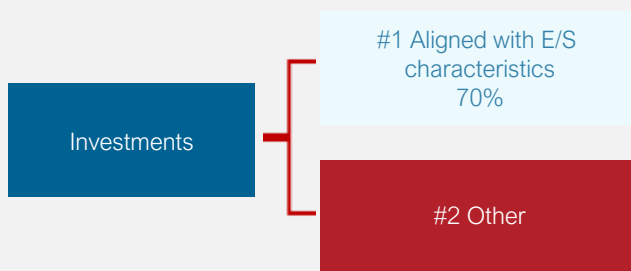 #1 Aligned with E/S
characteristics
70%
Investments
#2 Other